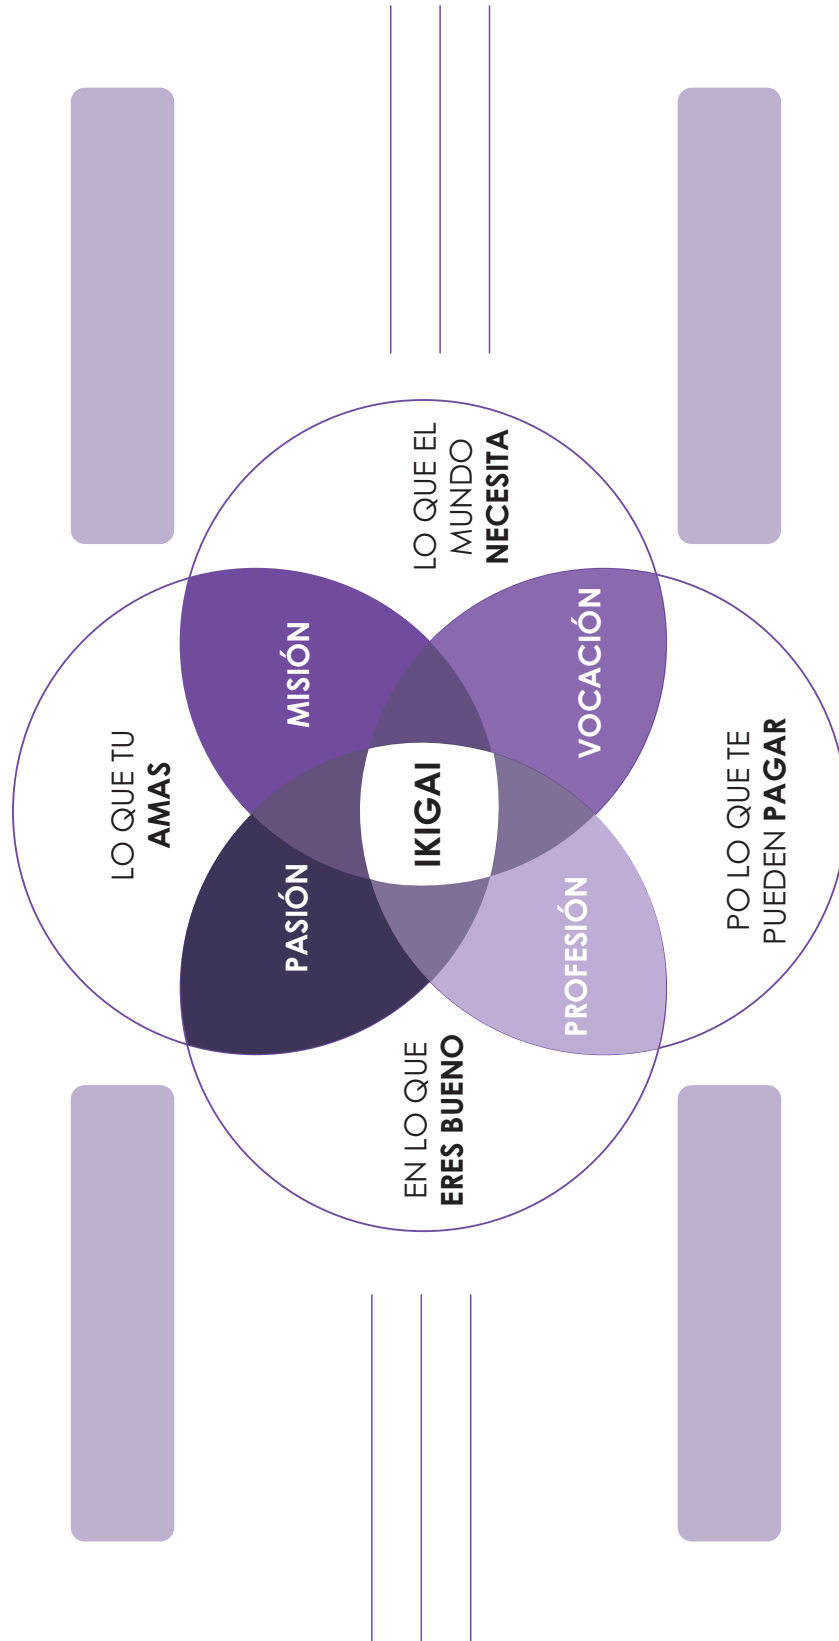 LO QUE TU
AMAS
PASIÓN
MISIÓN
EN LO QUE
ERES BUENO
IKIGAI
LO QUE EL
MUNDO
NECESITA
PROFESIÓN
VOCACIÓN
PO LO QUE TE
PUEDEN PAGAR